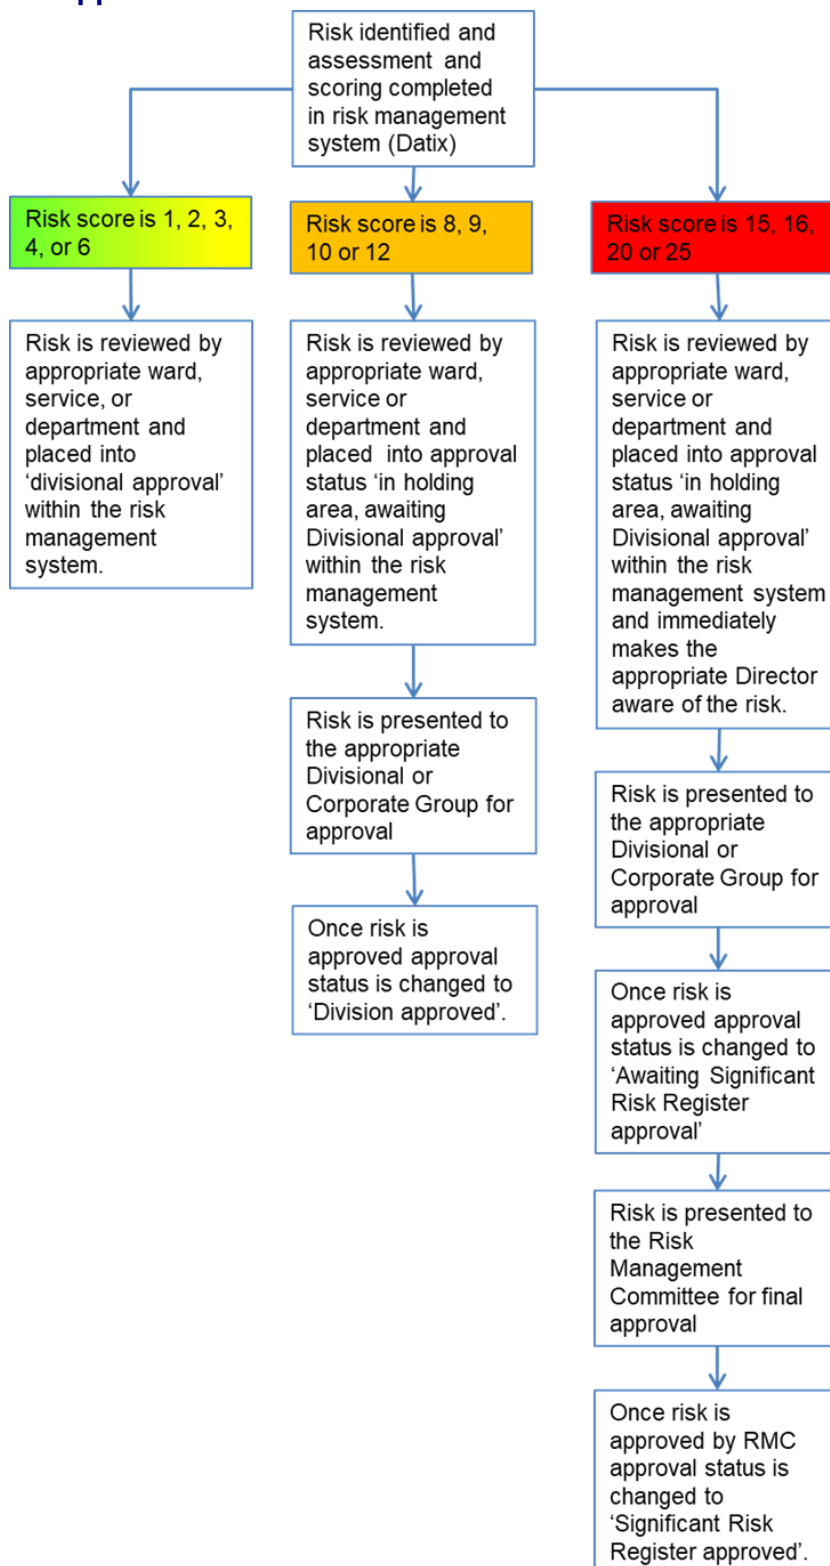 Risk identified and
assessment and
scoring completed
in risk management
system (Datix)
Risk score is 1, 2, 3,
4, or 6
Risk score is 8, 9,
10 or 12
Risk score is 15, 16,
20 or 25
Risk is reviewed by
appropriate ward,
service, or
department and
placed into
‘divisional approval’
within the risk
management
system.
Risk is reviewed by
appropriate ward,
service or
department and
placed into approval
status ‘in holding
area, awaiting
Divisional approval’
within the risk
management
system.
Risk is presented to
the appropriate
Divisional or
Corporate Group for
approval
Once risk is
approved approval
status is changed to
‘Division approved’.
Risk is reviewed by
appropriate ward,
service or
department and
placed into approval
status ‘in holding
area, awaiting
Divisional approval’
within the risk
management system
and immediately
makes the
appropriate Director
aware of the risk.
Risk is presented to
the appropriate
Divisional or
Corporate Group for
approval
Once risk is
approved approval
status is changed to
‘Awaiting Significant
Risk Register
approval’
Risk is presented to
the Risk
Management
Committee for final
approval
Once risk is
approved by RMC
approval status is
changed to
‘Significant Risk
Register approved’.